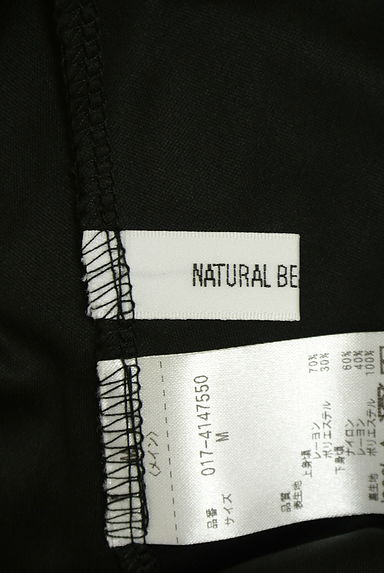 NATURAL BE
(メイン)
品番 017-4147550
サイズ M
品質
表生地 上身頃 レーヨン 70%
ポリエステル 30%
下身頃 ナイロン 60%
レーヨン 40%
裏生地 ポリエステル 100%